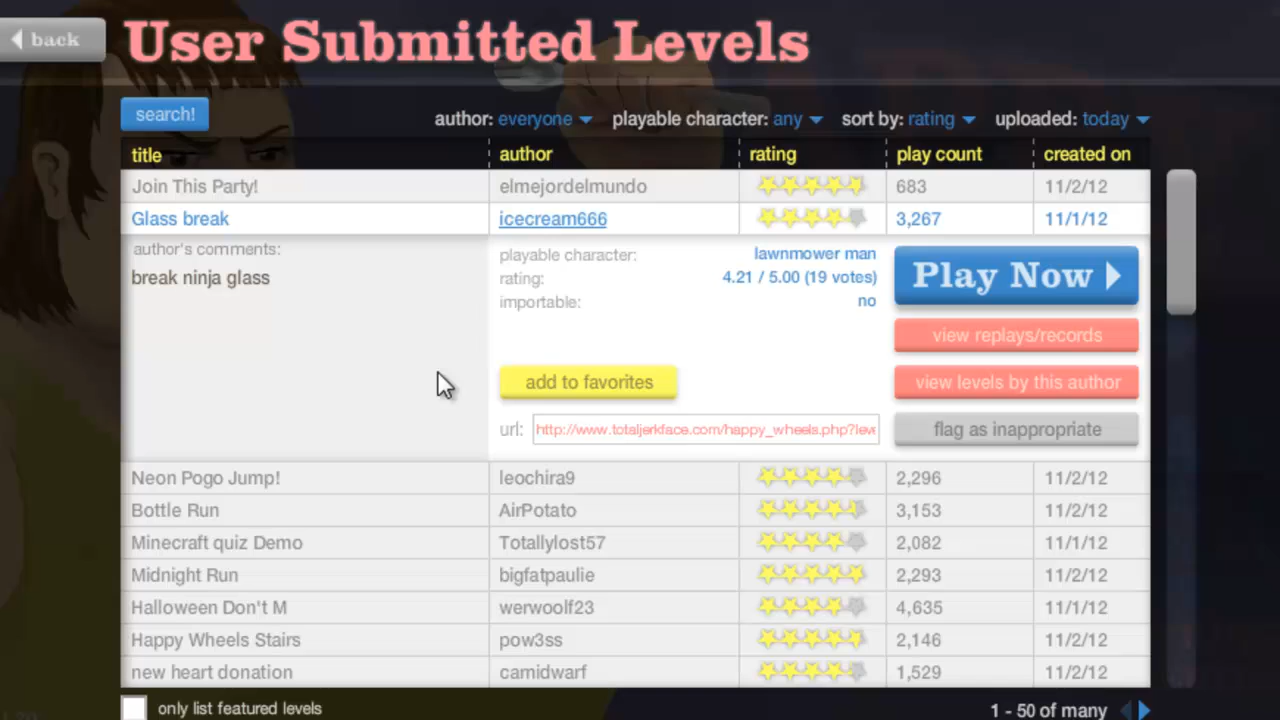 back
User Submitted Levels
search!
author: everyone playable character: any sort by: rating uploaded: today
title author rating play count created on
Join This Party! elmejordelmundo 683 11/2/12
Glass break icecream666 3,267 11/1/12
author's comments:
break ninja glass
playable character: lawnmower man
rating: 4.21 / 5.00 (19 votes)
importable: no
Play Now
view replays/records
add to favorites
view levels by this author
url: http://www.totaljerkface.com/happy_wheels.php?leve
flag as inappropriate
Neon Pogo Jump! leochira9 2,296 11/2/12
Bottle Run AirPotato 3,153 11/2/12
Minecraft quiz Demo Totallylost57 2,082 11/1/12
Midnight Run bigfatpaulie 2,293 11/2/12
Halloween Don't M werwoolf23 4,635 11/1/12
Happy Wheels Stairs pow3ss 2,146 11/2/12
new heart donation camidwarf 1,529 11/2/12
only list featured levels
1 - 50 of many